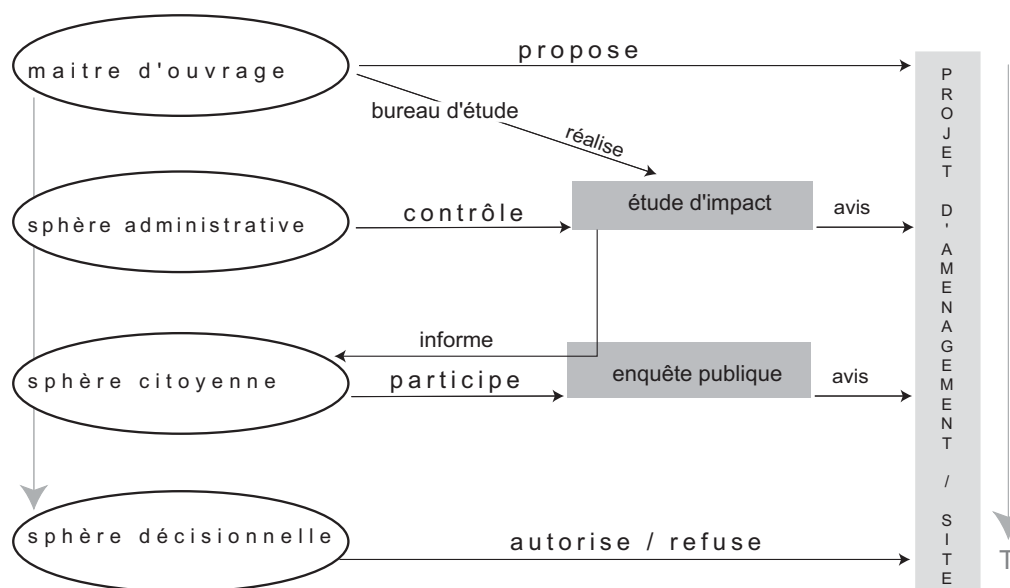 propose
maitre d'ouvrage
bureau d'étude
réalise
étude d'impact
avis
contrôle
sphère administrative
informe
enquête publique
avis
sphère citoyenne
participe
sphère décisionnelle
autorise / refuse
PROJET D'AMENAGEMENT / SITE
T